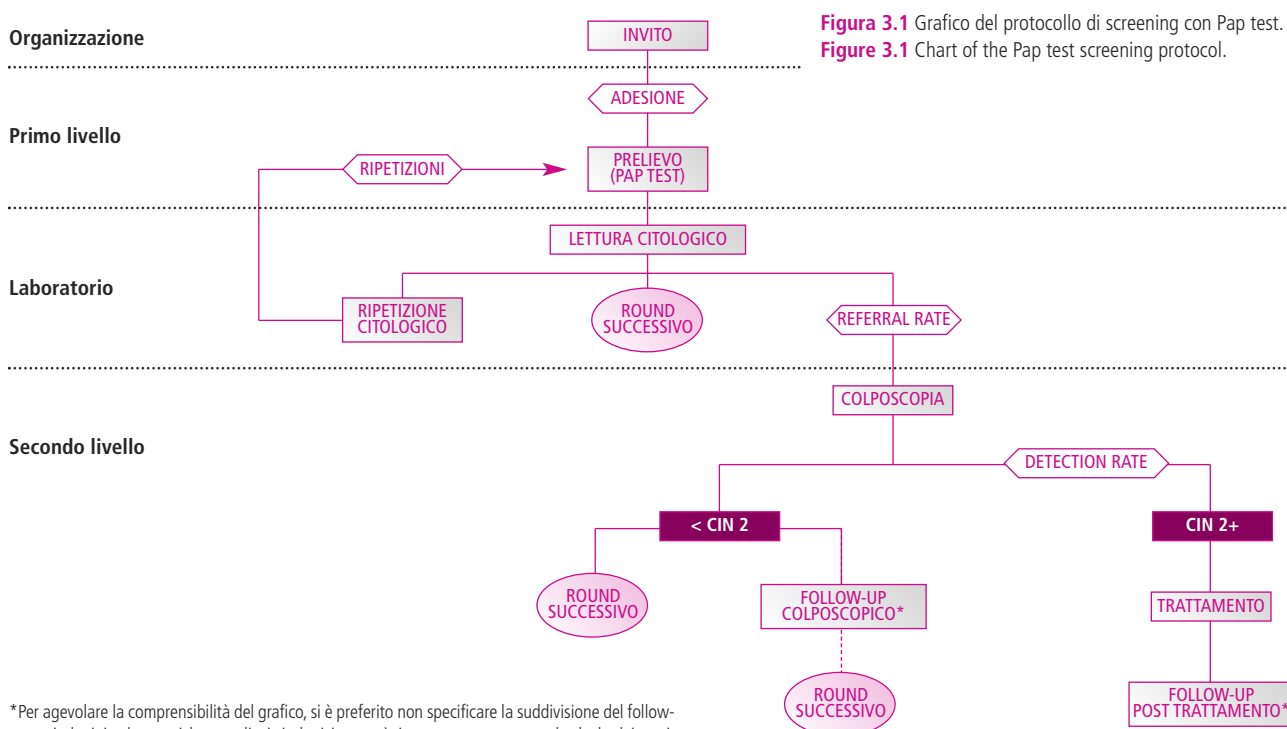 Figura 3.1 Grafico del protocollo di screening con Pap test.
Figure 3.1 Chart of the Pap test screening protocol.
Organizzazione
INVITO
ADESIONE
Primo livello
RIPETIZIONI
PRELIEVO
(PAP TEST)
LETTURA CITOLOGICO
Laboratorio
RIPETIZIONE
CITOLOGICO
ROUND
SUCCESSIVO
REFERRAL RATE
COLPOSCOPIA
Secondo livello
DETECTION RATE
< CIN 2
CIN 2+
ROUND
SUCCESSIVO
FOLLOW-UP
COLPOSCOPICO*
TRATTAMENTO
ROUND
SUCCESSIVO
FOLLOW-UP
POST TRATTAMENTO*
*Per agevolare la comprensibilità del grafico, si è preferito non specificare la suddivisione del follow-